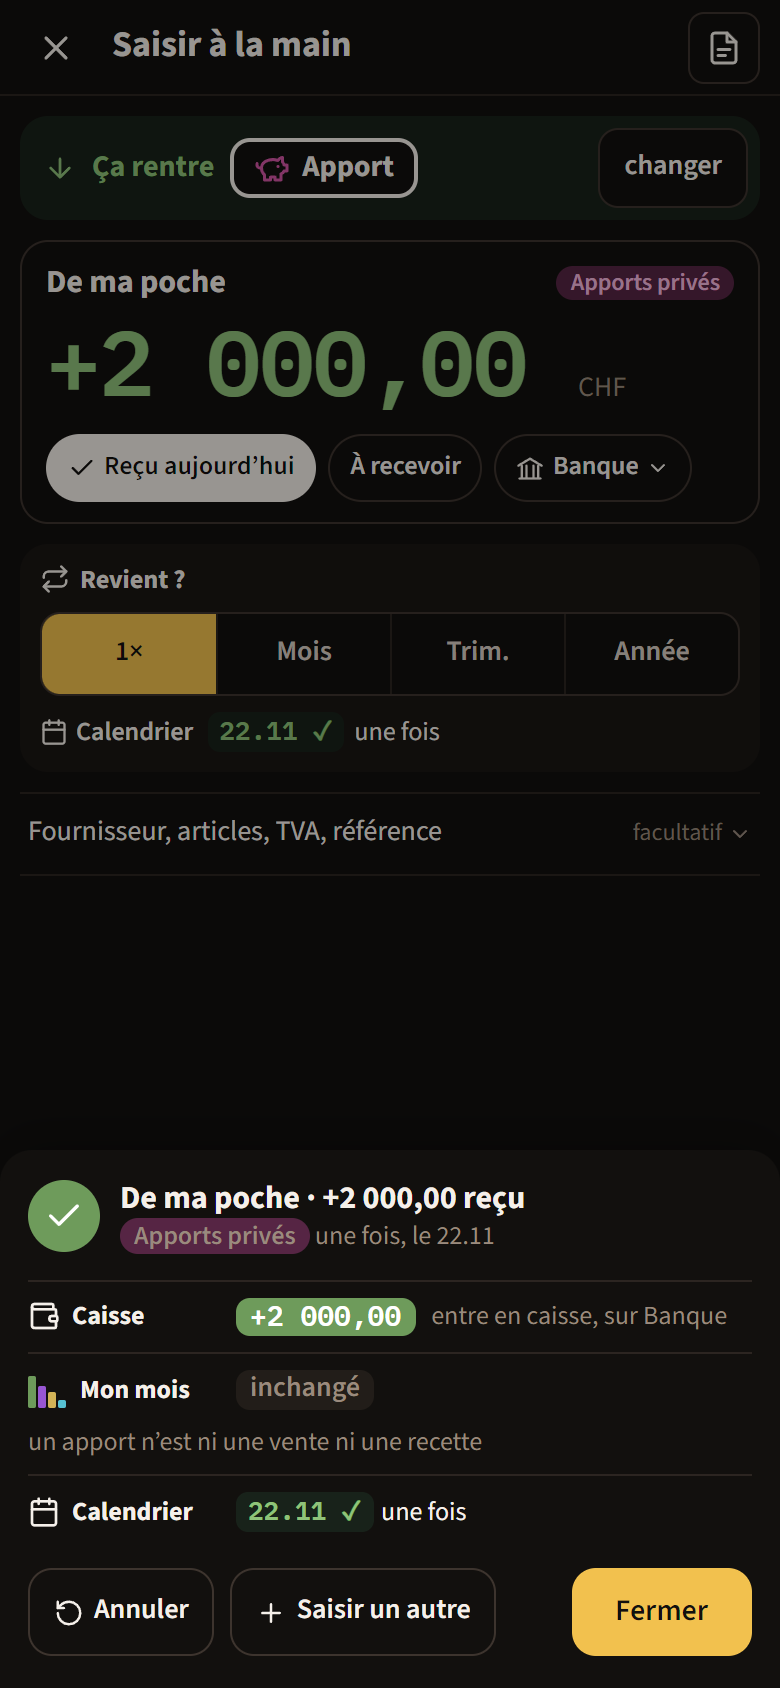 Saisir à la main
Ça rentre Apport changer
De ma poche Apports privés
+2 000,00 CHF
Reçu aujourd’hui À recevoir Banque
Revient ?
1× Mois Trim. Année
Calendrier 22.11 ✓ une fois
Fournisseur, articles, TVA, référence facultatif
De ma poche · +2 000,00 reçu
Apports privés une fois, le 22.11
Caisse +2 000,00 entre en caisse, sur Banque
Mon mois inchangé
un apport n’est ni une vente ni une recette
Calendrier 22.11 ✓ une fois
Annuler Saisir un autre Fermer